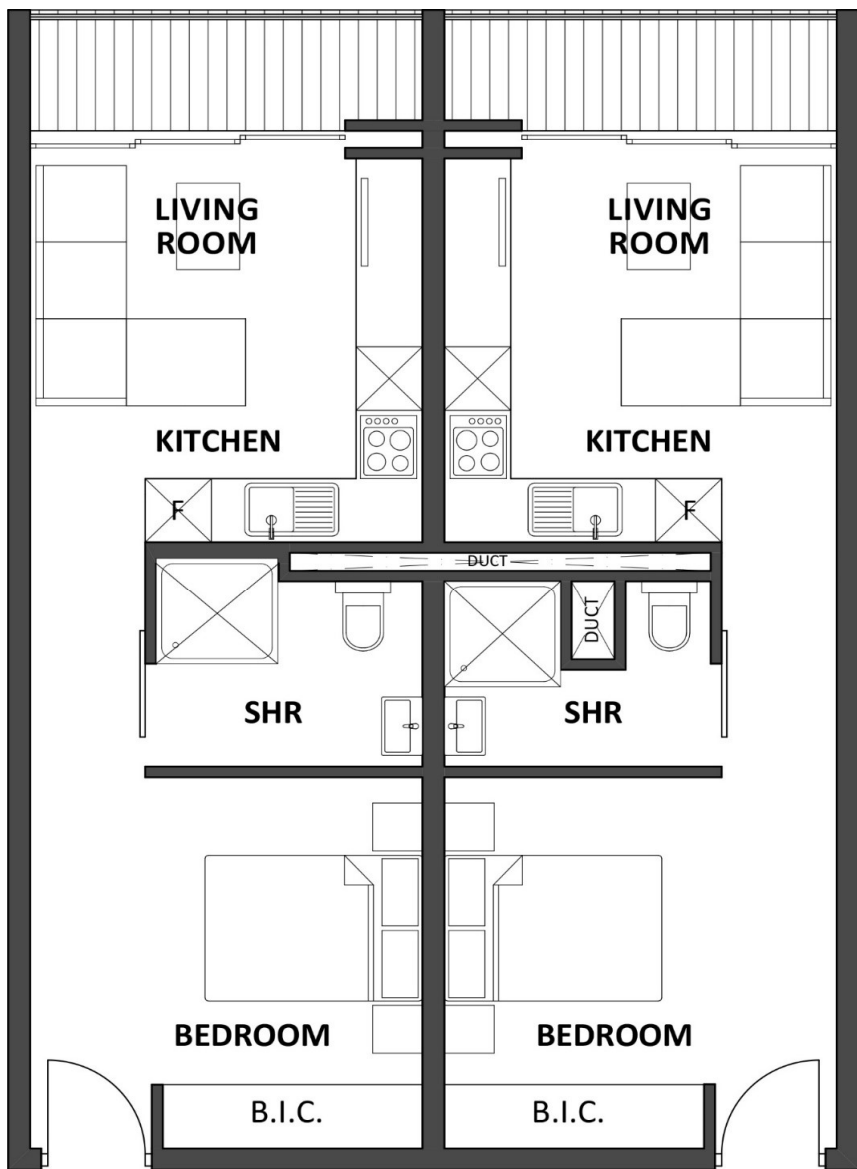 LIVING
ROOM
LIVING
ROOM
KITCHEN
KITCHEN
F
F
DUCT
DUCT
SHR
SHR
BEDROOM
BEDROOM
B.I.C.
B.I.C.